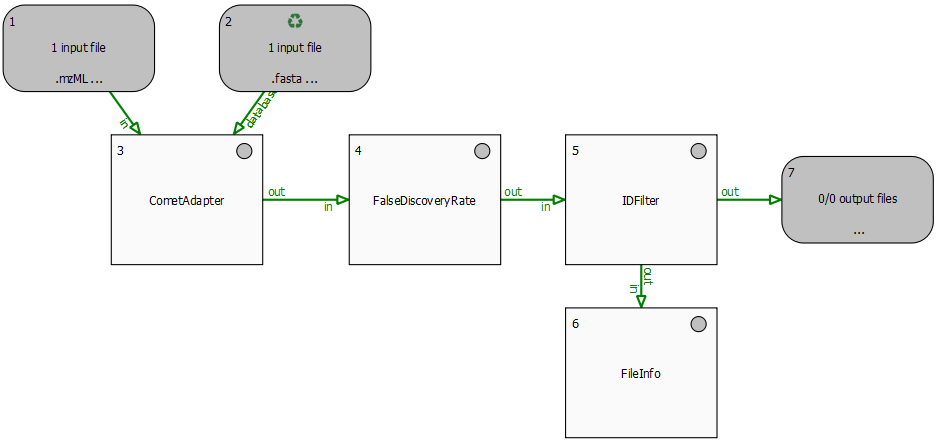 1
1 input file
.mzML ...
2
1 input file
.fasta ...
in
database
3
CometAdapter
out
in
4
FalseDiscoveryRate
out
in
5
IDFilter
out
7
0/0 output files
...
out
in
6
FileInfo